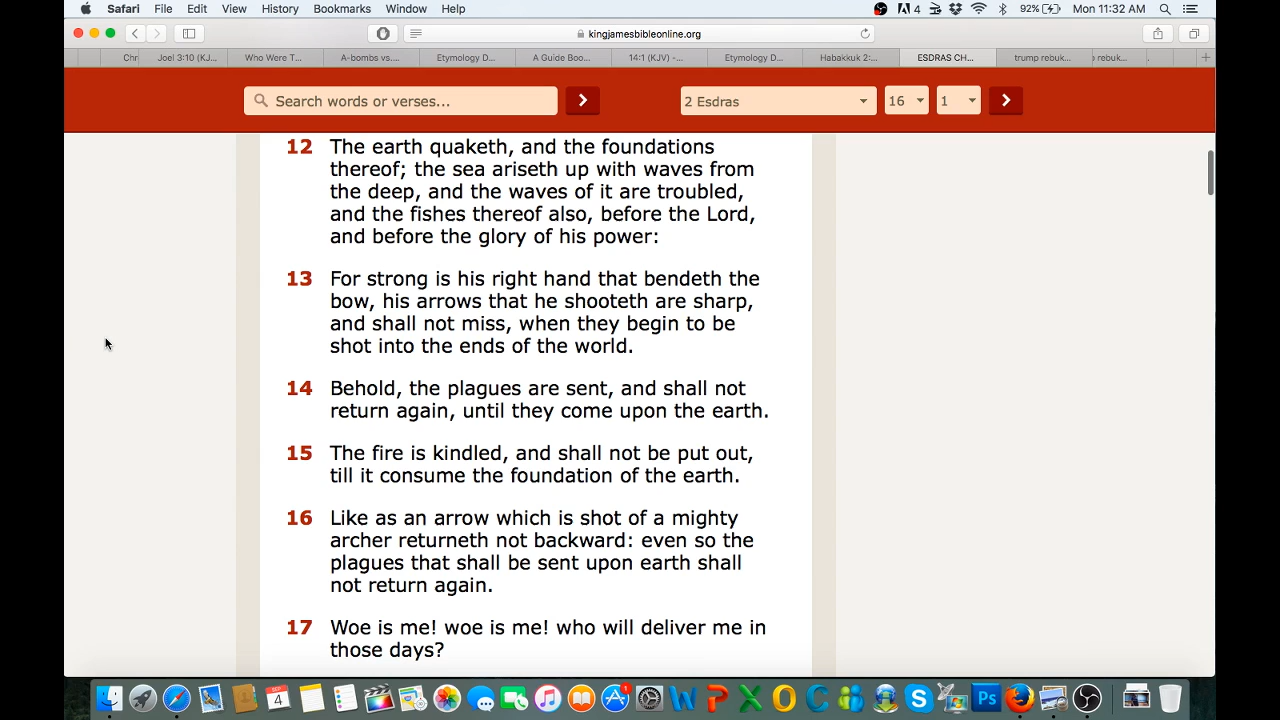 Safari File Edit View History Bookmarks Window Help 4 92% Mon 11:32 AM
kingjamesbibleonline.org
Chr Joel 3:10 (KJ... Who Were T... A-bombs vs.... Etymology D... A Guide Boo... 14:1 (KJV) -... Etymology D... Habakkuk 2:... ESDRAS CH... trump rebuk... rebuk...
Search words or verses... 2 Esdras 16 1
12 The earth quaketh, and the foundations
thereof; the sea ariseth up with waves from
the deep, and the waves of it are troubled,
and the fishes thereof also, before the Lord,
and before the glory of his power:
13 For strong is his right hand that bendeth the
bow, his arrows that he shooteth are sharp,
and shall not miss, when they begin to be
shot into the ends of the world.
14 Behold, the plagues are sent, and shall not
return again, until they come upon the earth.
15 The fire is kindled, and shall not be put out,
till it consume the foundation of the earth.
16 Like as an arrow which is shot of a mighty
archer returneth not backward: even so the
plagues that shall be sent upon earth shall
not return again.
17 Woe is me! woe is me! who will deliver me in
those days?